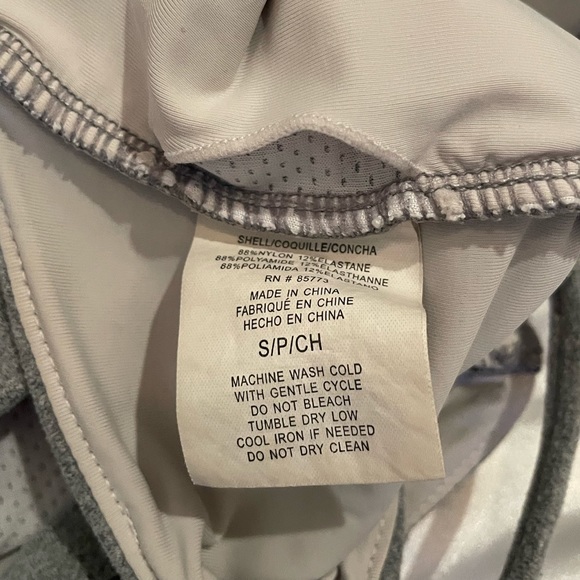 SHELL/COQUILLE/CONCHA
88%NYLON 12%ELASTANE
88%POLYAMIDE 12%ELASTHANNE
88%POLIAMIDA 12%ELASTANO
RN # 85773
MADE IN CHINA
FABRIQUÉ EN CHINE
HECHO EN CHINA
S/P/CH
MACHINE WASH COLD
WITH GENTLE CYCLE
DO NOT BLEACH
TUMBLE DRY LOW
COOL IRON IF NEEDED
DO NOT DRY CLEAN